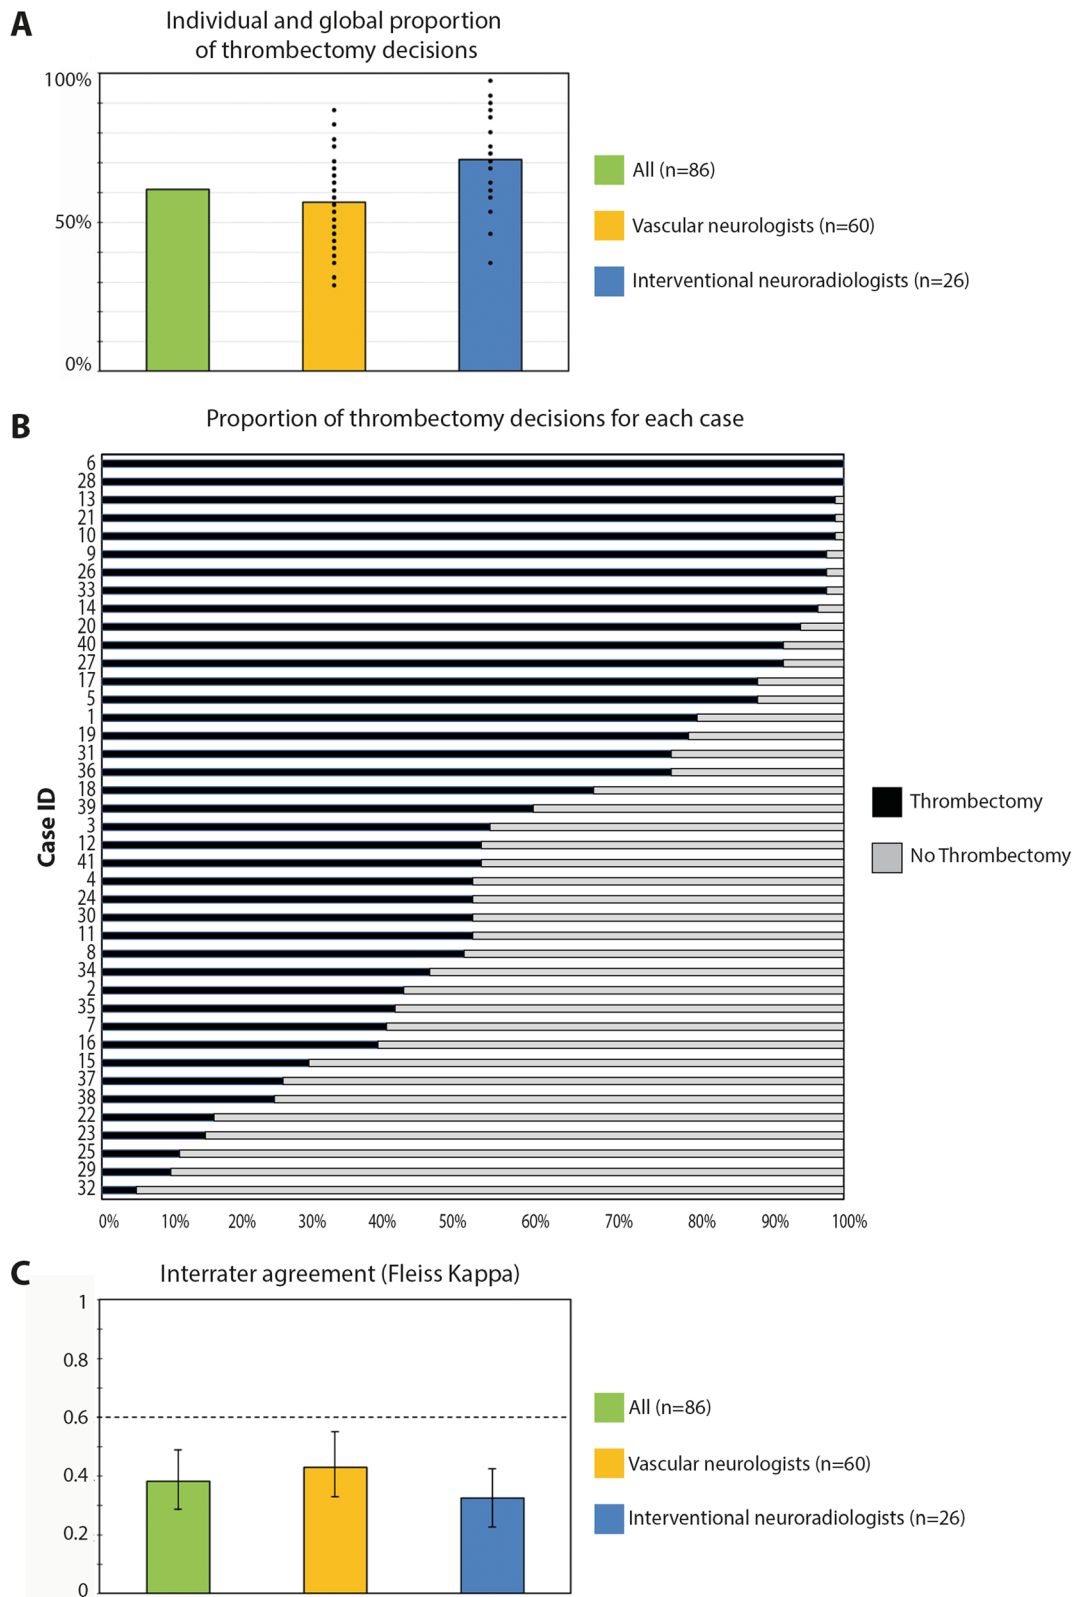 A
Individual and global proportion
of thrombectomy decisions
100%
50%
0%
All (n=86)
Vascular neurologists (n=60)
Interventional neuroradiologists (n=26)
B
Proportion of thrombectomy decisions for each case
Case ID
6
28
13
21
10
9
26
33
14
20
40
27
17
5
1
19
31
36
18
39
3
12
41
4
24
30
11
8
34
2
35
7
16
15
37
38
22
23
25
29
32
0% 10% 20% 30% 40% 50% 60% 70% 80% 90% 100%
Thrombectomy
No Thrombectomy
C
Interrater agreement (Fleiss Kappa)
1
0.8
0.6
0.4
0.2
0
All (n=86)
Vascular neurologists (n=60)
Interventional neuroradiologists (n=26)